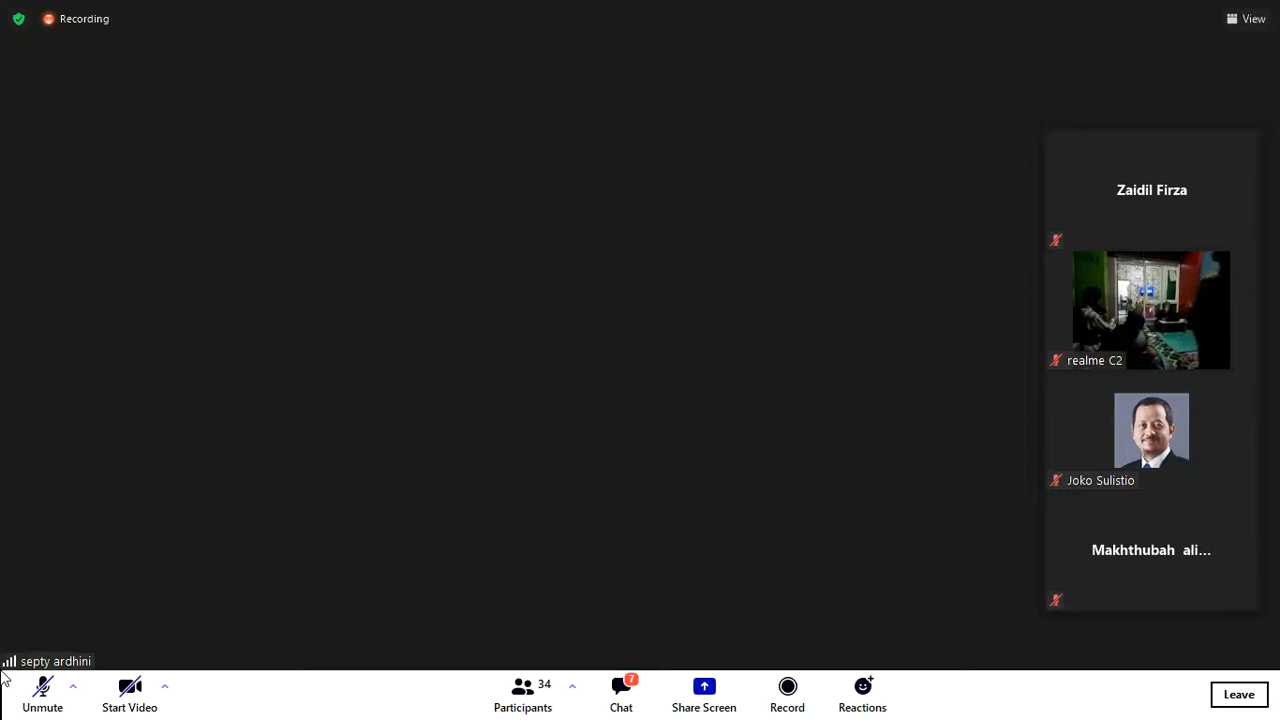 Recording
View
Zaidil Firza
realme C2
Joko Sulistio
Makhthubah ali...
septy ardhini
Unmute
Start Video
34
Participants
7
Chat
Share Screen
Record
Reactions
Leave